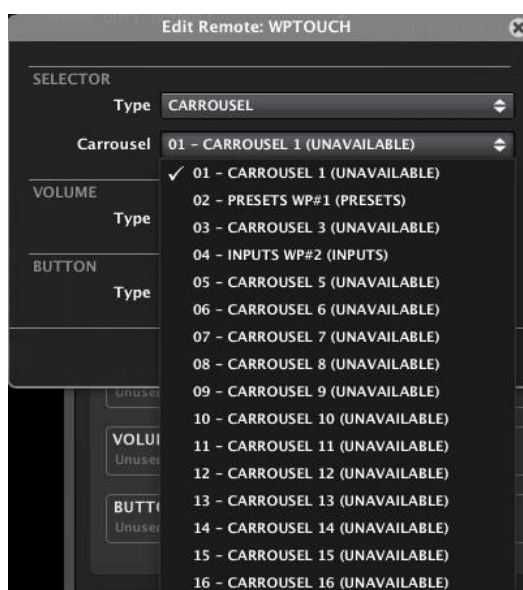 Edit Remote: WPTOUCH
SELECTOR
Type CARROUSEL
Carrousel 01 - CARROUSEL 1 (UNAVAILABLE)
✓ 01 - CARROUSEL 1 (UNAVAILABLE)
02 - PRESETS WP#1 (PRESETS)
VOLUME
03 - CARROUSEL 3 (UNAVAILABLE)
Type
04 - INPUTS WP#2 (INPUTS)
BUTTON
05 - CARROUSEL 5 (UNAVAILABLE)
Type
06 - CARROUSEL 6 (UNAVAILABLE)
07 - CARROUSEL 7 (UNAVAILABLE)
08 - CARROUSEL 8 (UNAVAILABLE)
09 - CARROUSEL 9 (UNAVAILABLE)
10 - CARROUSEL 10 (UNAVAILABLE)
11 - CARROUSEL 11 (UNAVAILABLE)
12 - CARROUSEL 12 (UNAVAILABLE)
13 - CARROUSEL 13 (UNAVAILABLE)
14 - CARROUSEL 14 (UNAVAILABLE)
15 - CARROUSEL 15 (UNAVAILABLE)
16 - CARROUSEL 16 (UNAVAILABLE)